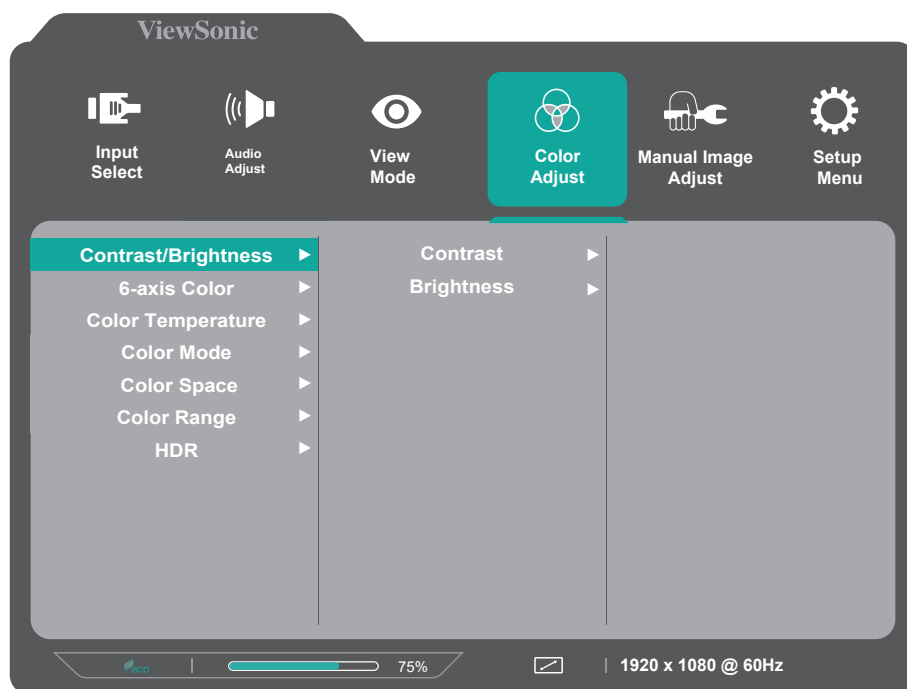 ViewSonic
Input
Select
Audio
Adjust
View
Mode
Color
Adjust
Manual Image
Adjust
Setup
Menu
Contrast/Brightness
6-axis Color
Color Temperature
Color Mode
Color Space
Color Range
HDR
Contrast
Brightness
ECO
75%
1920 x 1080 @ 60Hz